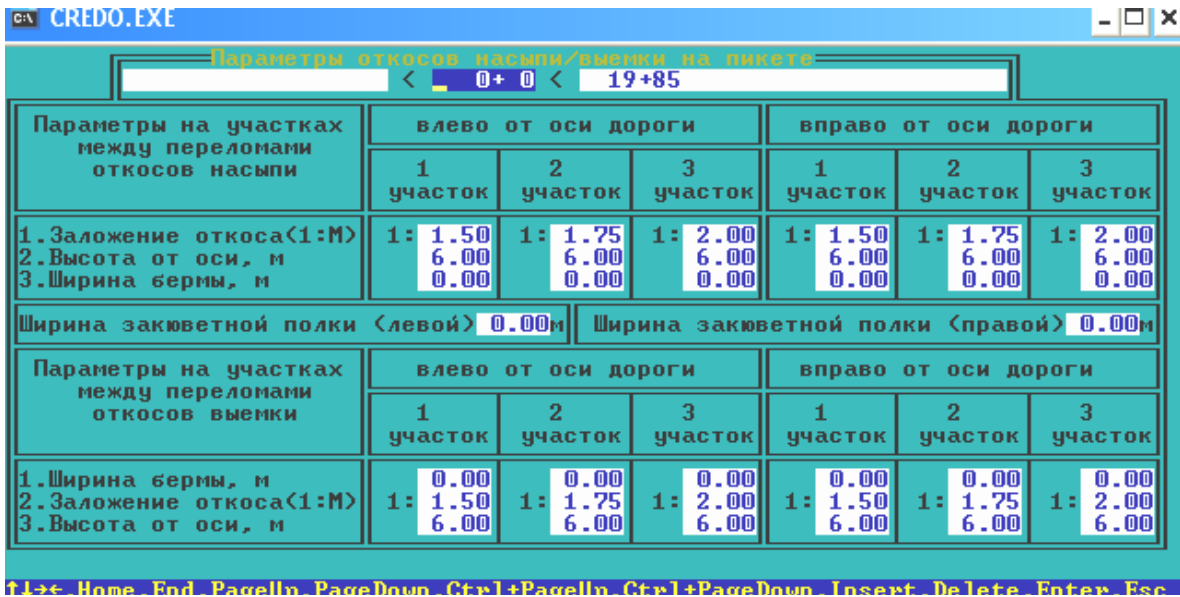 CREDO.EXE
Параметры откосов насыпи/выемки на пикете
< 0+ 0 < 19+85
Параметры на участках между переломами откосов насыпи
влево от оси дороги вправо от оси дороги
1 участок 2 участок 3 участок 1 участок 2 участок 3 участок
1.Заложение откоса(1:М) 1: 1.50 1: 1.75 1: 2.00 1: 1.50 1: 1.75 1: 2.00
2.Высота от оси, м 6.00 6.00 6.00 6.00 6.00 6.00
3.Ширина бермы, м 0.00 0.00 0.00 0.00 0.00 0.00
Ширина закюветной полки (левой) 0.00м Ширина закюветной полки (правой) 0.00м
Параметры на участках между переломами откосов выемки
влево от оси дороги вправо от оси дороги
1 участок 2 участок 3 участок 1 участок 2 участок 3 участок
1.Ширина бермы, м 0.00 0.00 0.00 0.00 0.00 0.00
2.Заложение откоса(1:М) 1: 1.50 1: 1.75 1: 2.00 1: 1.50 1: 1.75 1: 2.00
3.Высота от оси, м 6.00 6.00 6.00 6.00 6.00 6.00
↑↓→←,Home,End,PageUp,PageDown,Ctrl+PageUp,Ctrl+PageDown,Insert,Delete,Enter,Esc